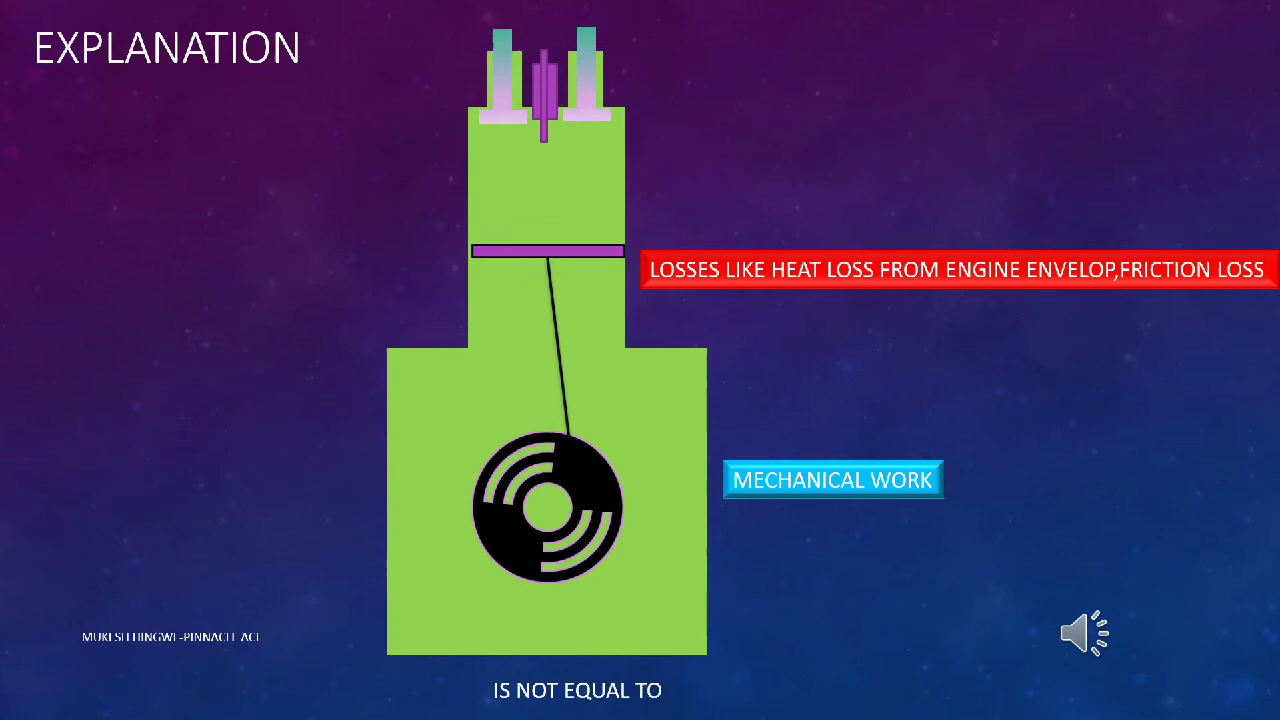 EXPLANATION
LOSSES LIKE HEAT LOSS FROM ENGINE ENVELOP,FRICTION LOSS
MECHANICAL WORK
IS NOT EQUAL TO